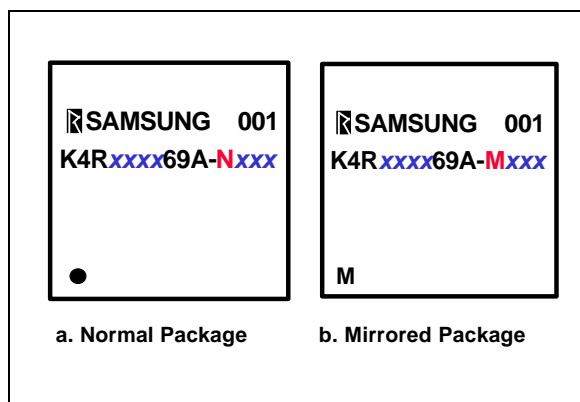 SAMSUNG 001
K4Rxxxx69A-Nxxx
a. Normal Package
SAMSUNG 001
K4Rxxxx69A-Mxxx
M
b. Mirrored Package